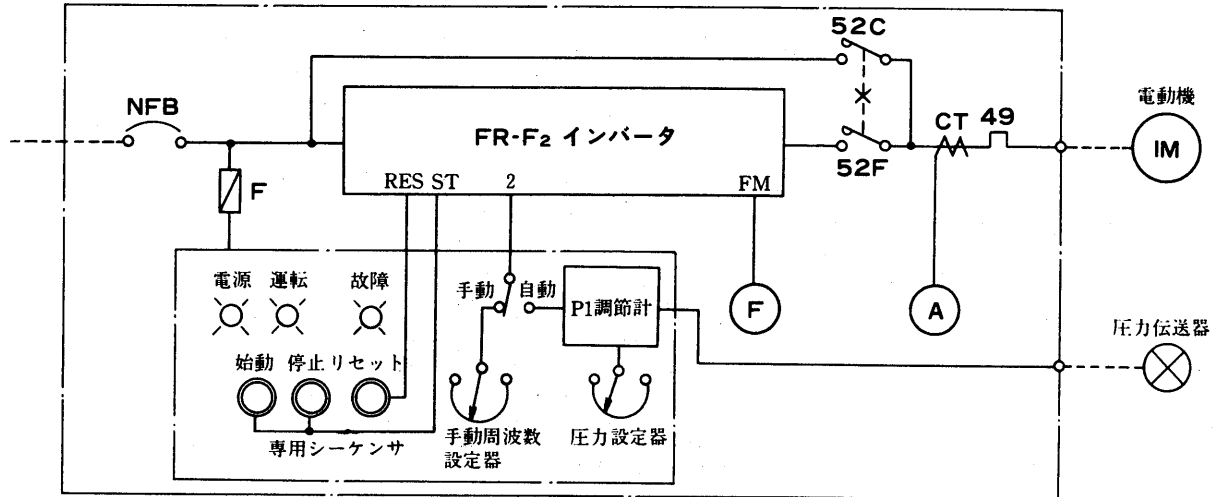 52C
NFB
電動機
FR-F2 インバータ
CT 49
IM
52F
RES ST 2 FM
F
電源 運転 故障
手動 自動
P1調節計
F
A
圧力伝送器
始動 停止 リセット
専用シーケンサ
手動周波数
設定器
圧力設定器